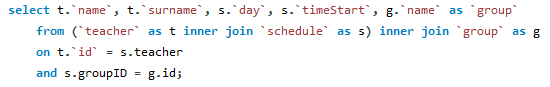 select t.`name`, t.`surname`, s.`day`, s.`timeStart`, g.`name` as `group`
from (`teacher` as t inner join `schedule` as s) inner join `group` as g
on t.`id` = s.teacher
and s.groupID = g.id;